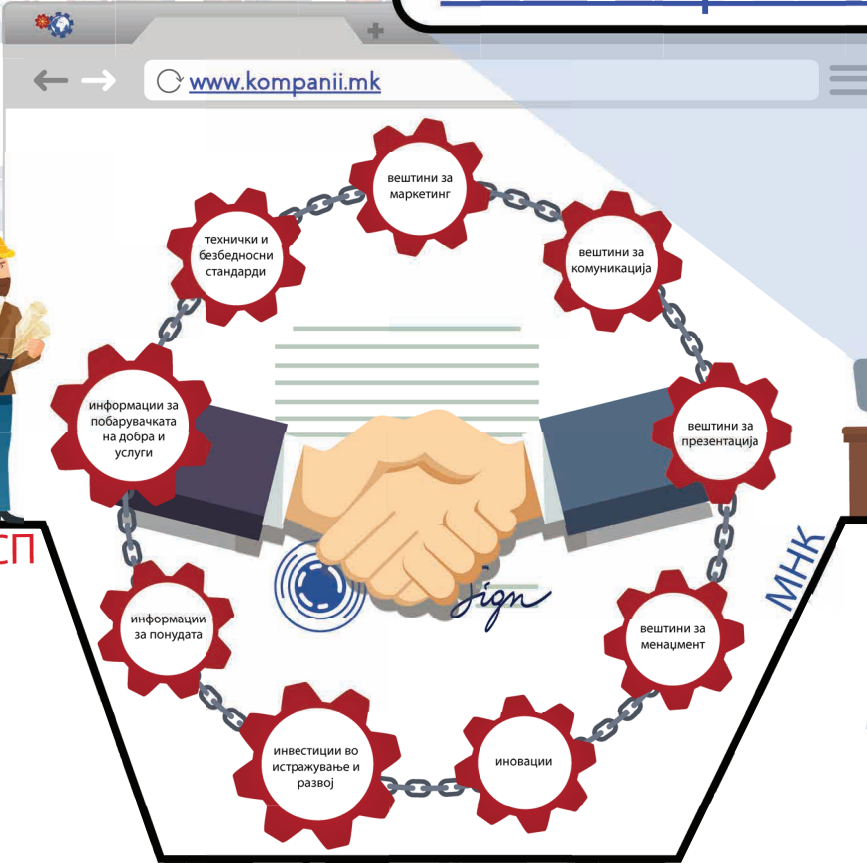 www.kompanii.mk
вештини за
маркетинг
технички и
безбедносни
стандарди
вештини за
комуникација
информации за
побарувачката
на добра и
услуги
вештини за
презентација
СП
МНК
информации
за понудата
Sign
вештини за
менаџмент
инвестиции во
истражување и
развој
иновации